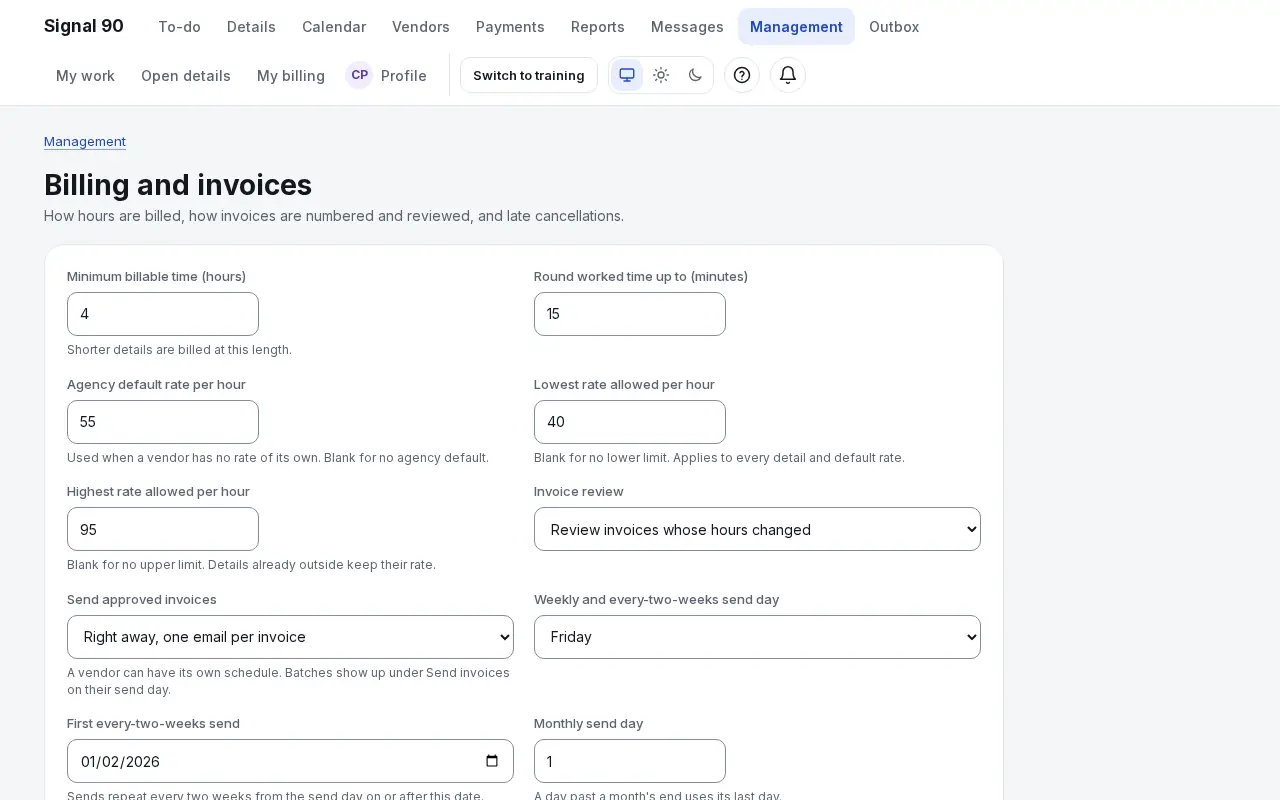 Signal 90
To-do
Details
Calendar
Vendors
Payments
Reports
Messages
Management
Outbox
My work
Open details
My billing
CP
Profile
Switch to training
Management
Billing and invoices
How hours are billed, how invoices are numbered and reviewed, and late cancellations.
Minimum billable time (hours)
4
Shorter details are billed at this length.
Round worked time up to (minutes)
15
Agency default rate per hour
55
Used when a vendor has no rate of its own. Blank for no agency default.
Lowest rate allowed per hour
40
Blank for no lower limit. Applies to every detail and default rate.
Highest rate allowed per hour
95
Blank for no upper limit. Details already outside keep their rate.
Invoice review
Review invoices whose hours changed
Send approved invoices
Right away, one email per invoice
A vendor can have its own schedule. Batches show up under Send invoices
on their send day.
Weekly and every-two-weeks send day
Friday
First every-two-weeks send
01/02/2026
Sends repeat every two weeks from the send day on or after this date.
Monthly send day
1
A day past a month's end uses its last day.